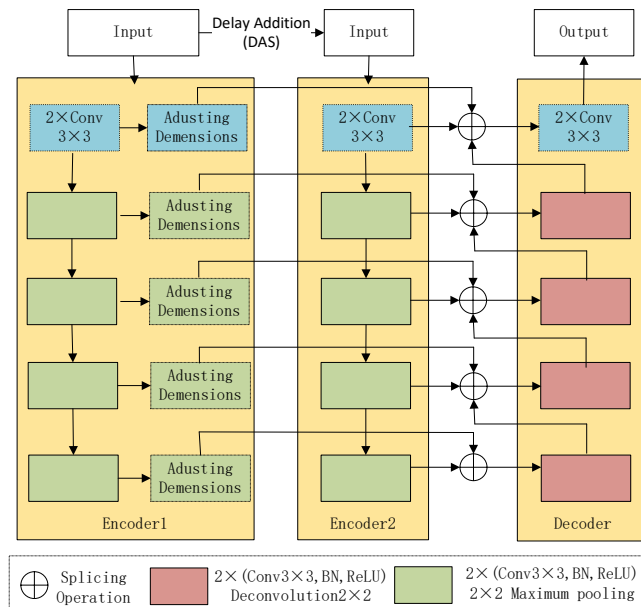 Input
Delay Addition
(DAS)
Input
Output
2×Conv
3×3
Adusting
Demensions
2×Conv
3×3
2×Conv
3×3
Adusting
Demensions
Adusting
Demensions
Adusting
Demensions
Adusting
Demensions
Encoder1
Encoder2
Decoder
Splicing
Operation
2×(Conv3×3,BN,ReLU)
Deconvolution2×2
2×(Conv3×3,BN,ReLU)
2×2 Maximum pooling